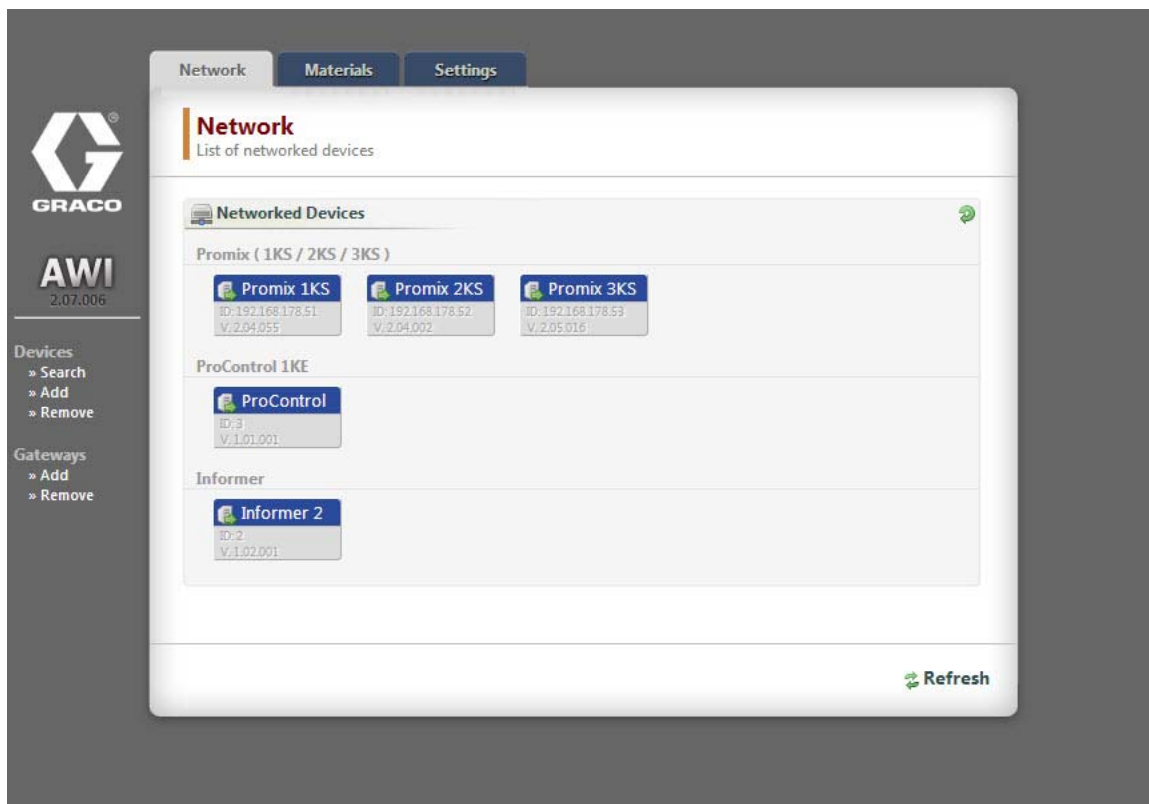 Network
Materials
Settings
®
GRACO
AWI
2.07.006
Devices
» Search
» Add
» Remove
Gateways
» Add
» Remove
Network
List of networked devices
Networked Devices
Promix ( 1KS / 2KS / 3KS )
Promix 1KS
ID: 192.168.178.51
V. 2.04.055
Promix 2KS
ID: 192.168.178.52
V. 2.04.002
Promix 3KS
ID: 192.168.178.53
V. 2.05.016
ProControl 1KE
ProControl
ID: 3
V. 1.01.001
Informer
Informer 2
ID: 2
V. 1.02.001
Refresh